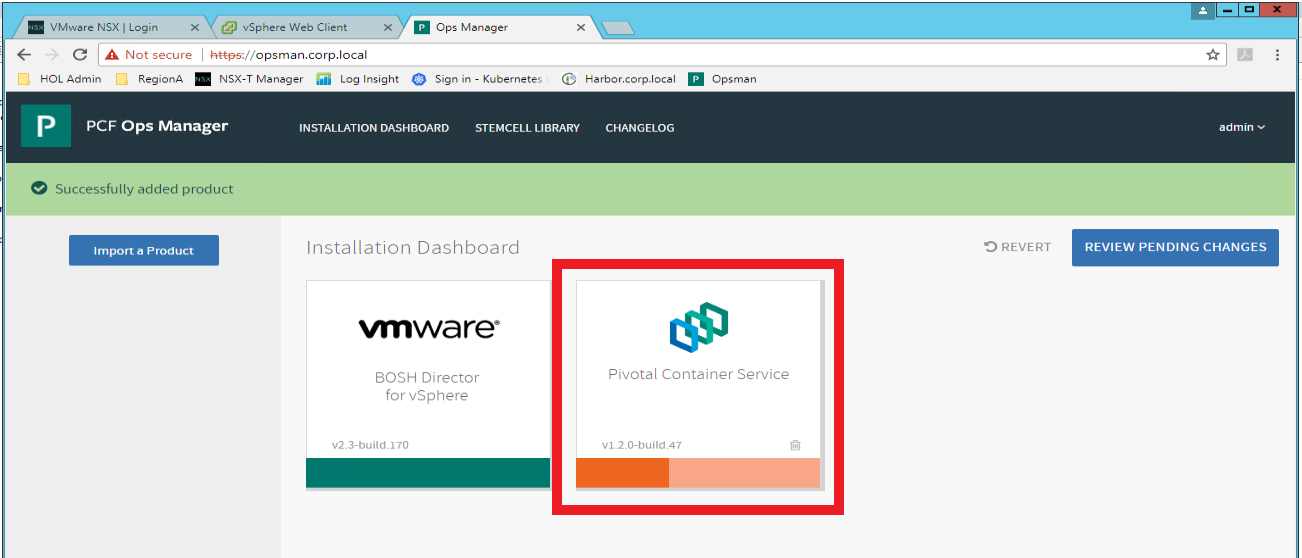 NSX VMware NSX | Login
vSphere Web Client
P Ops Manager
Not secure | https://opsman.corp.local
HOL Admin
RegionA
NSX NSX-T Manager
Log Insight
Sign in - Kubernetes
Harbor.corp.local
P Opsman
P PCF Ops Manager
INSTALLATION DASHBOARD
STEMCELL LIBRARY
CHANGELOG
admin
Successfully added product
Import a Product
Installation Dashboard
REVERT
REVIEW PENDING CHANGES
vmware®
BOSH Director
for vSphere
v2.3-build.170
Pivotal Container Service
v1.2.0-build.47